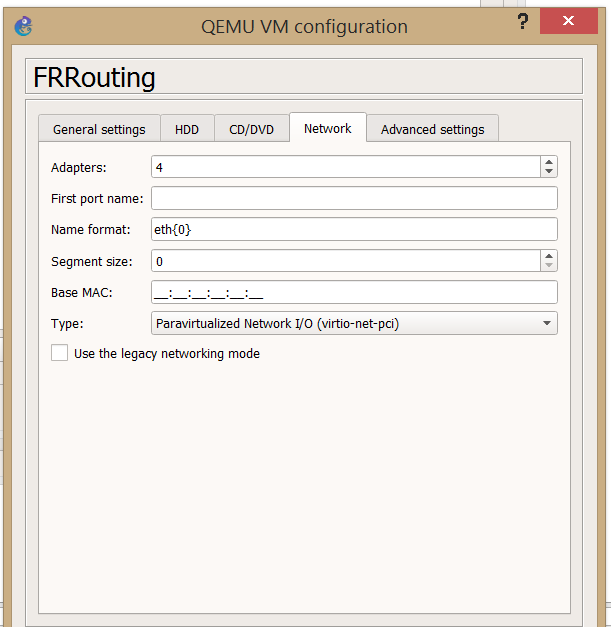 QEMU VM configuration
?
FRRouting
General settings HDD CD/DVD Network Advanced settings
Adapters: 4
First port name:
Name format: eth{0}
Segment size: 0
Base MAC: __:__:__:__:__:__
Type: Paravirtualized Network I/O (virtio-net-pci)
Use the legacy networking mode